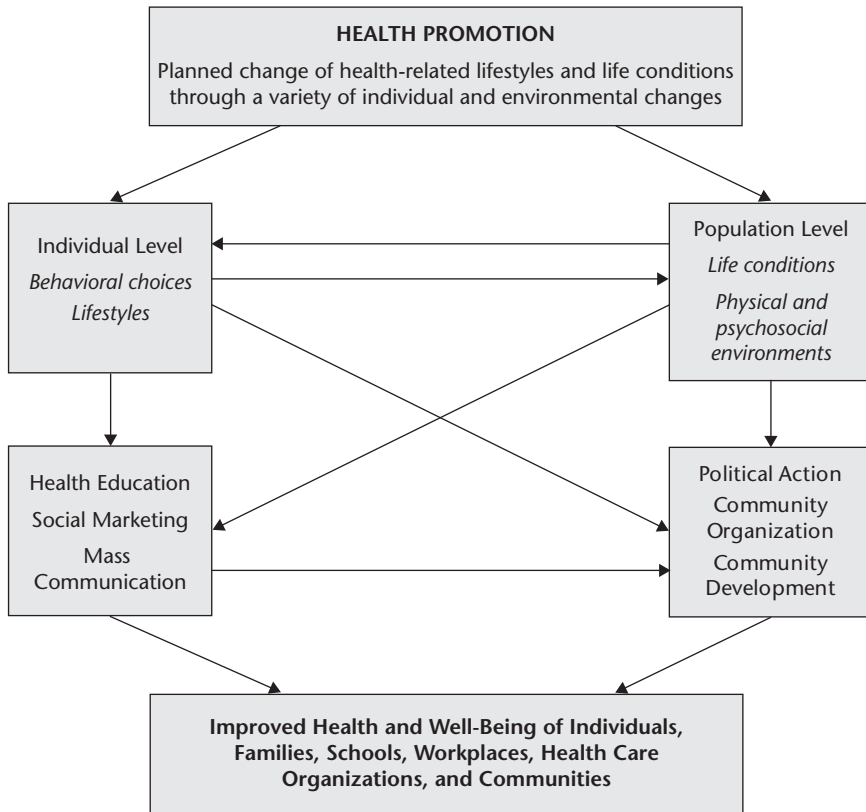 HEALTH PROMOTION
Planned change of health-related lifestyles and life conditions
through a variety of individual and environmental changes
Individual Level
Behavioral choices
Lifestyles
Population Level
Life conditions
Physical and
psychosocial
environments
Health Education
Social Marketing
Mass
Communication
Political Action
Community
Organization
Community
Development
Improved Health and Well-Being of Individuals,
Families, Schools, Workplaces, Health Care
Organizations, and Communities